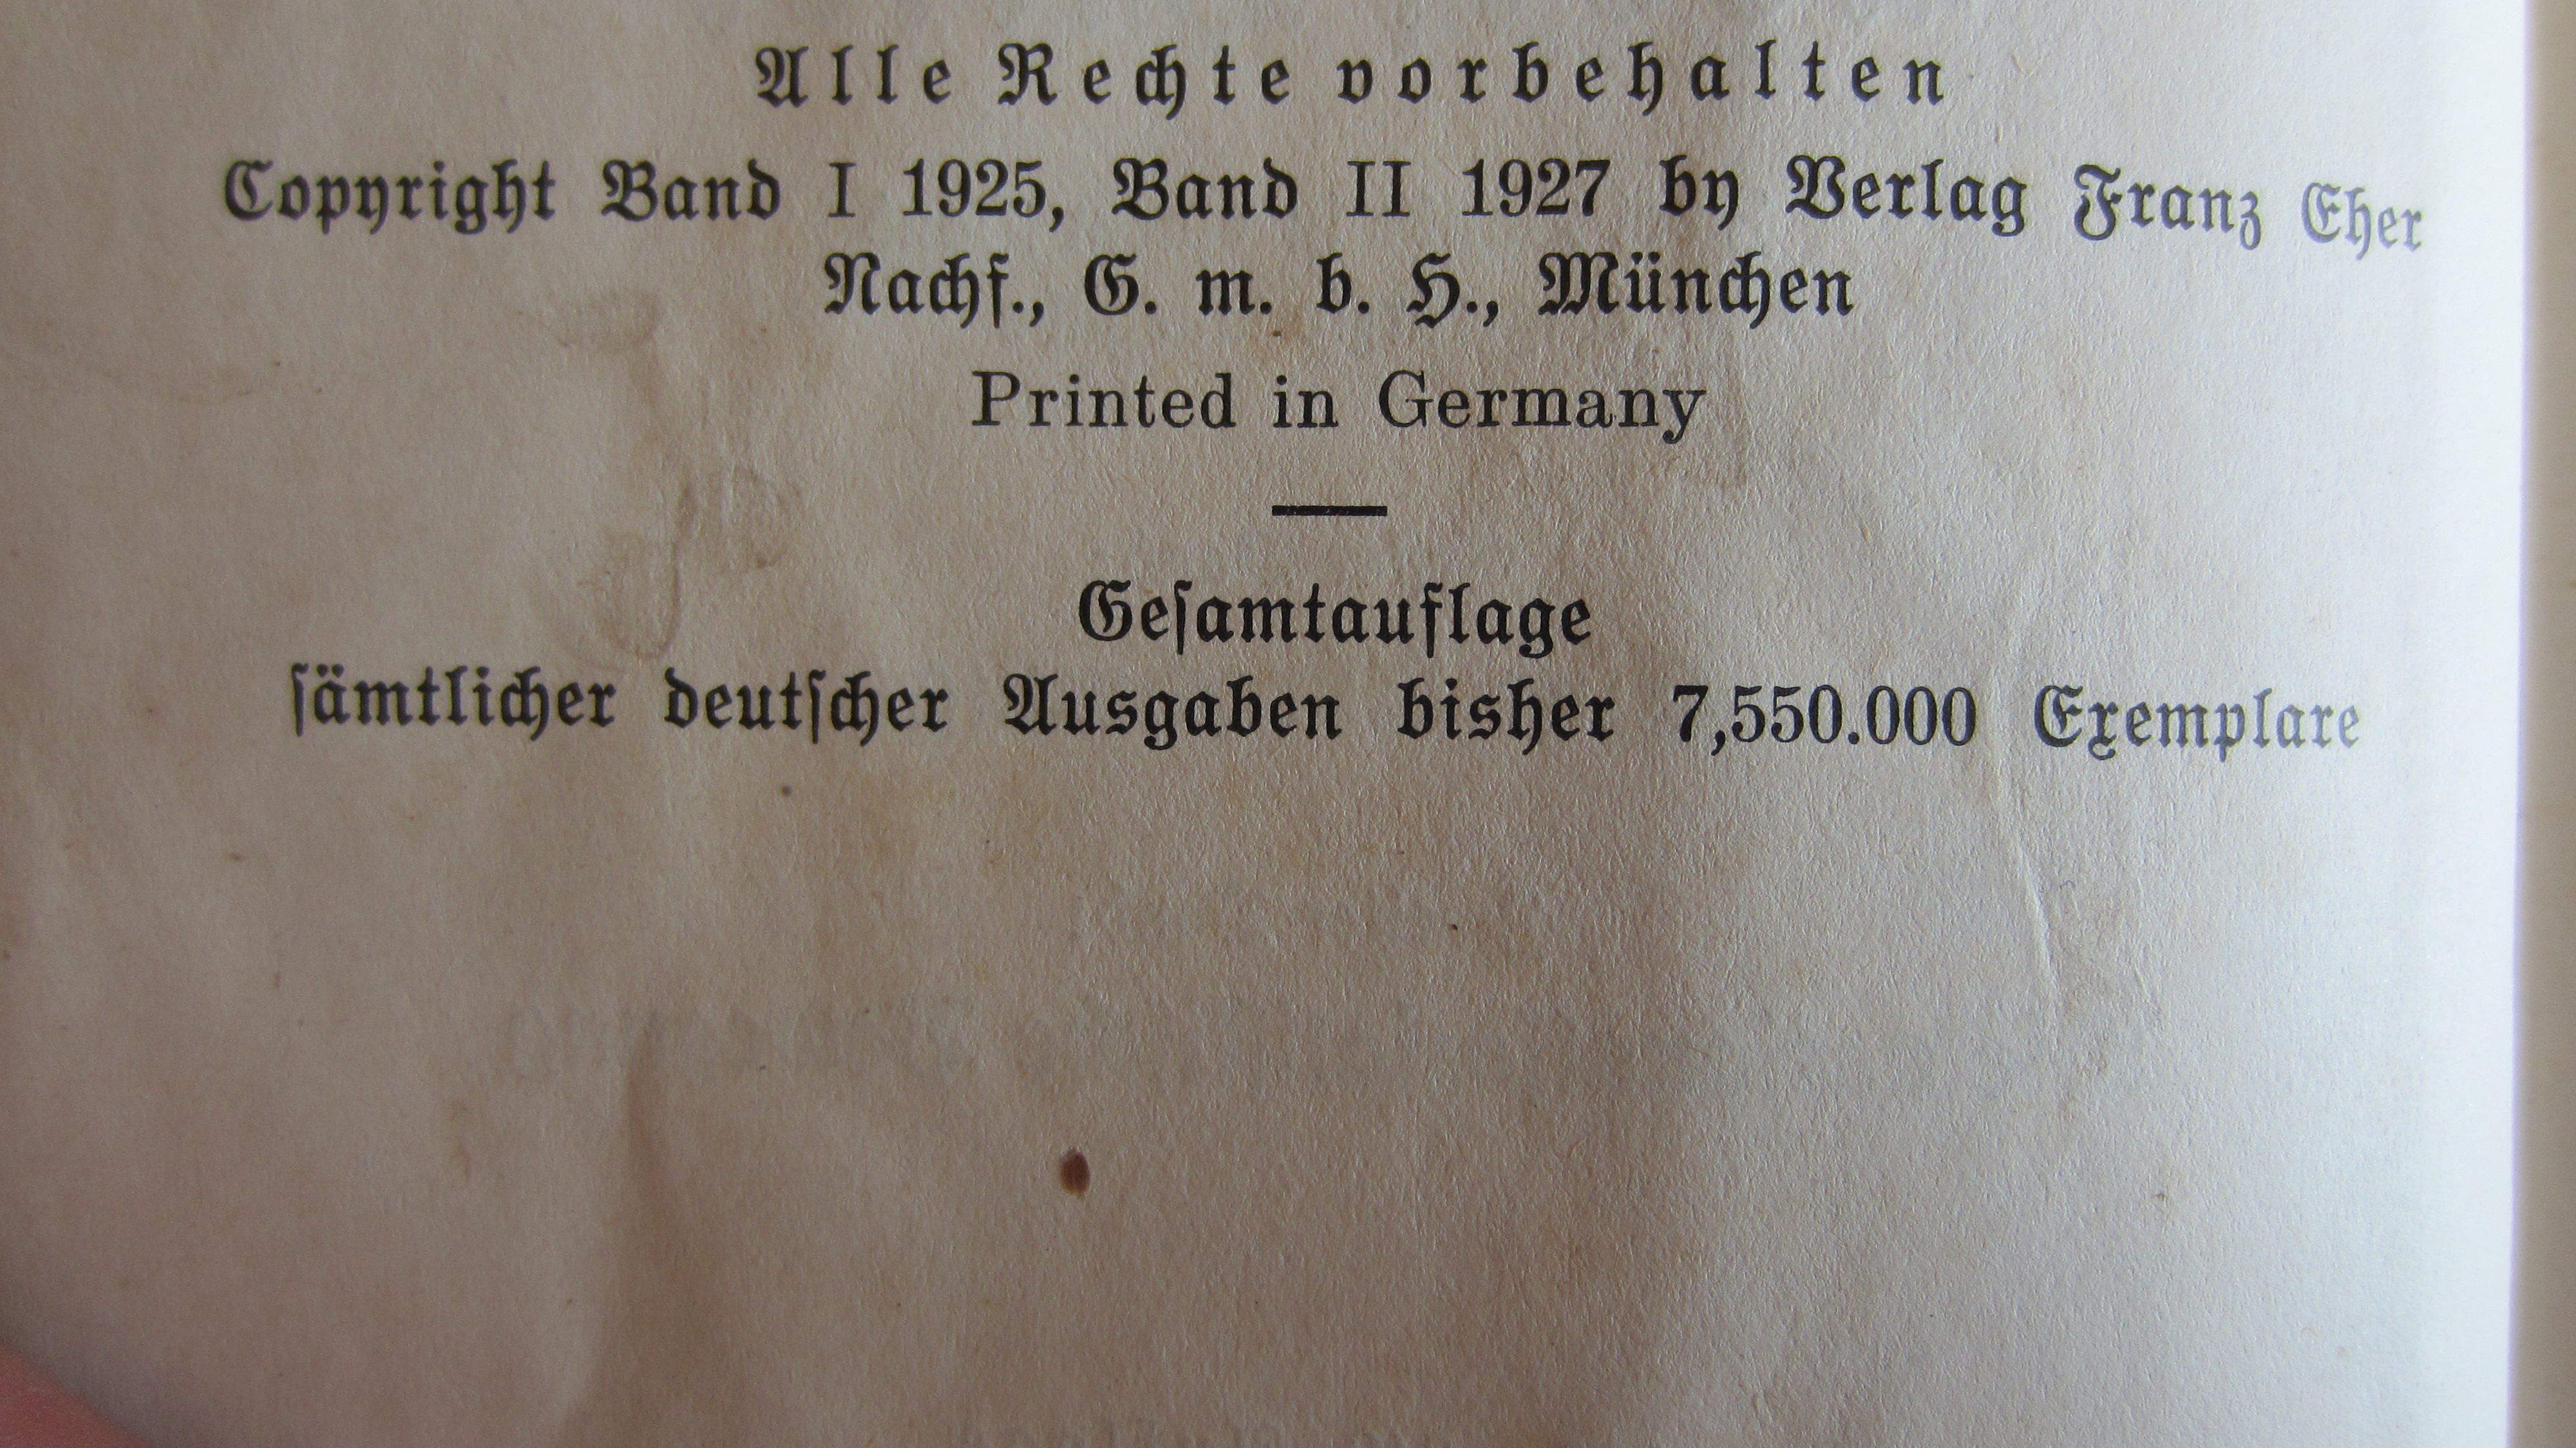 Alle Rechte vorbehalten
Copyright Band I 1925, Band II 1927 by Verlag Franz Eher
Nachf., G. m. b. H., München
Printed in Germany
Geſamtauflage
ſämtlicher deutſcher Ausgaben bisher 7,550.000 Exemplare